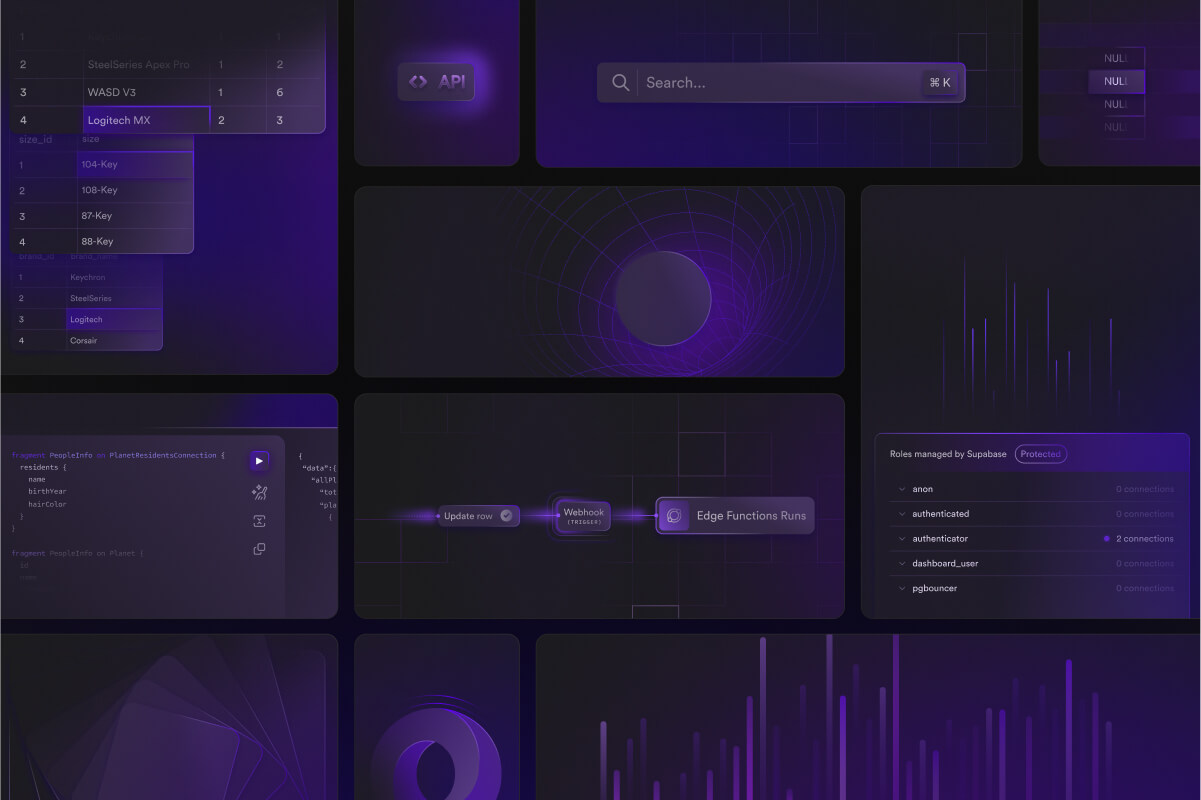 1 1 1
2 SteelSeries Apex Pro 1 2
3 WASD V3 1 6
4 Logitech MX 2 3
size_id size
1 104-Key
2 108-Key
3 87-Key
4 88-Key
brand_id brand_name
1 Keychron
2 SteelSeries
3 Logitech
4 Corsair
API
Search...
⌘ K
NULL
NULL
NULL
NULL
fragment PeopleInfo on PlanetResidentsConnection {
residents {
name
birthYear
hairColor
}
}
fragment PeopleInfo on Planet {
id
name
{
"data":{
"allPl
"tot
"pla
{
Update row
Webhook
(TRIGGER)
Edge Functions Runs
Roles managed by Supabase Protected
anon 0 connections
authenticated 0 connections
authenticator 2 connections
dashboard_user 0 connections
pgbouncer 0 connections